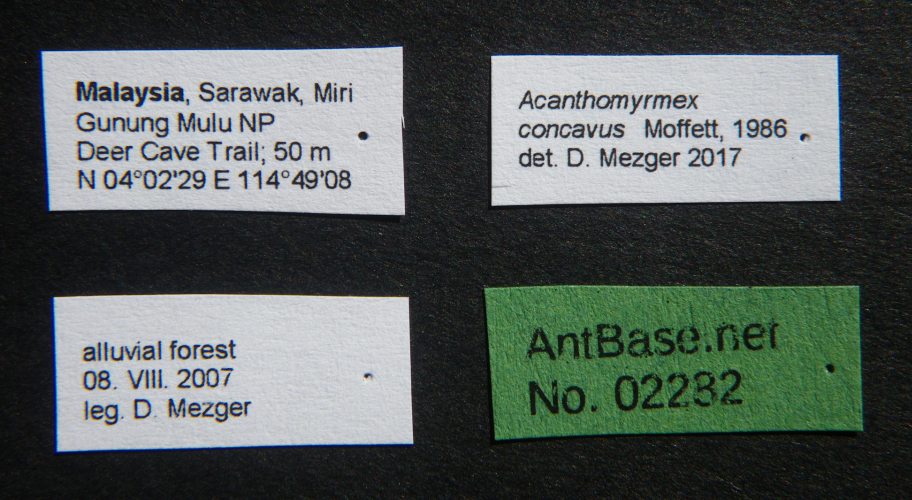 Malaysia, Sarawak, Miri
Gunung Mulu NP
Deer Cave Trail; 50 m
N 04°02'29 E 114°49'08
Acanthomyrmex
concavus Moffett, 1986
det. D. Mezger 2017
alluvial forest
08. VIII. 2007
leg. D. Mezger
AntBase.net
No. 02232